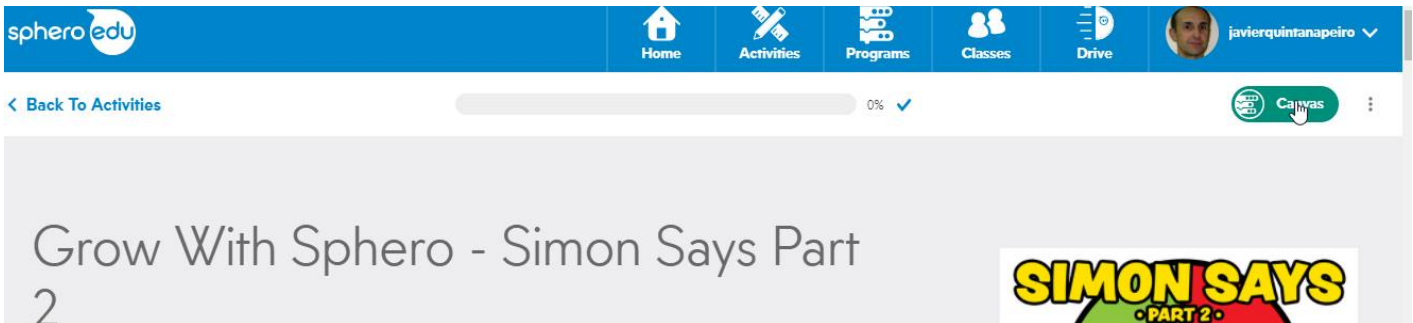 sphero edu
Home
Activities
Programs
Classes
Drive
javierquintanapeiro
Back To Activities
0%
Canvas
Grow With Sphero - Simon Says Part
2
SIMON SAYS
•PART 2•